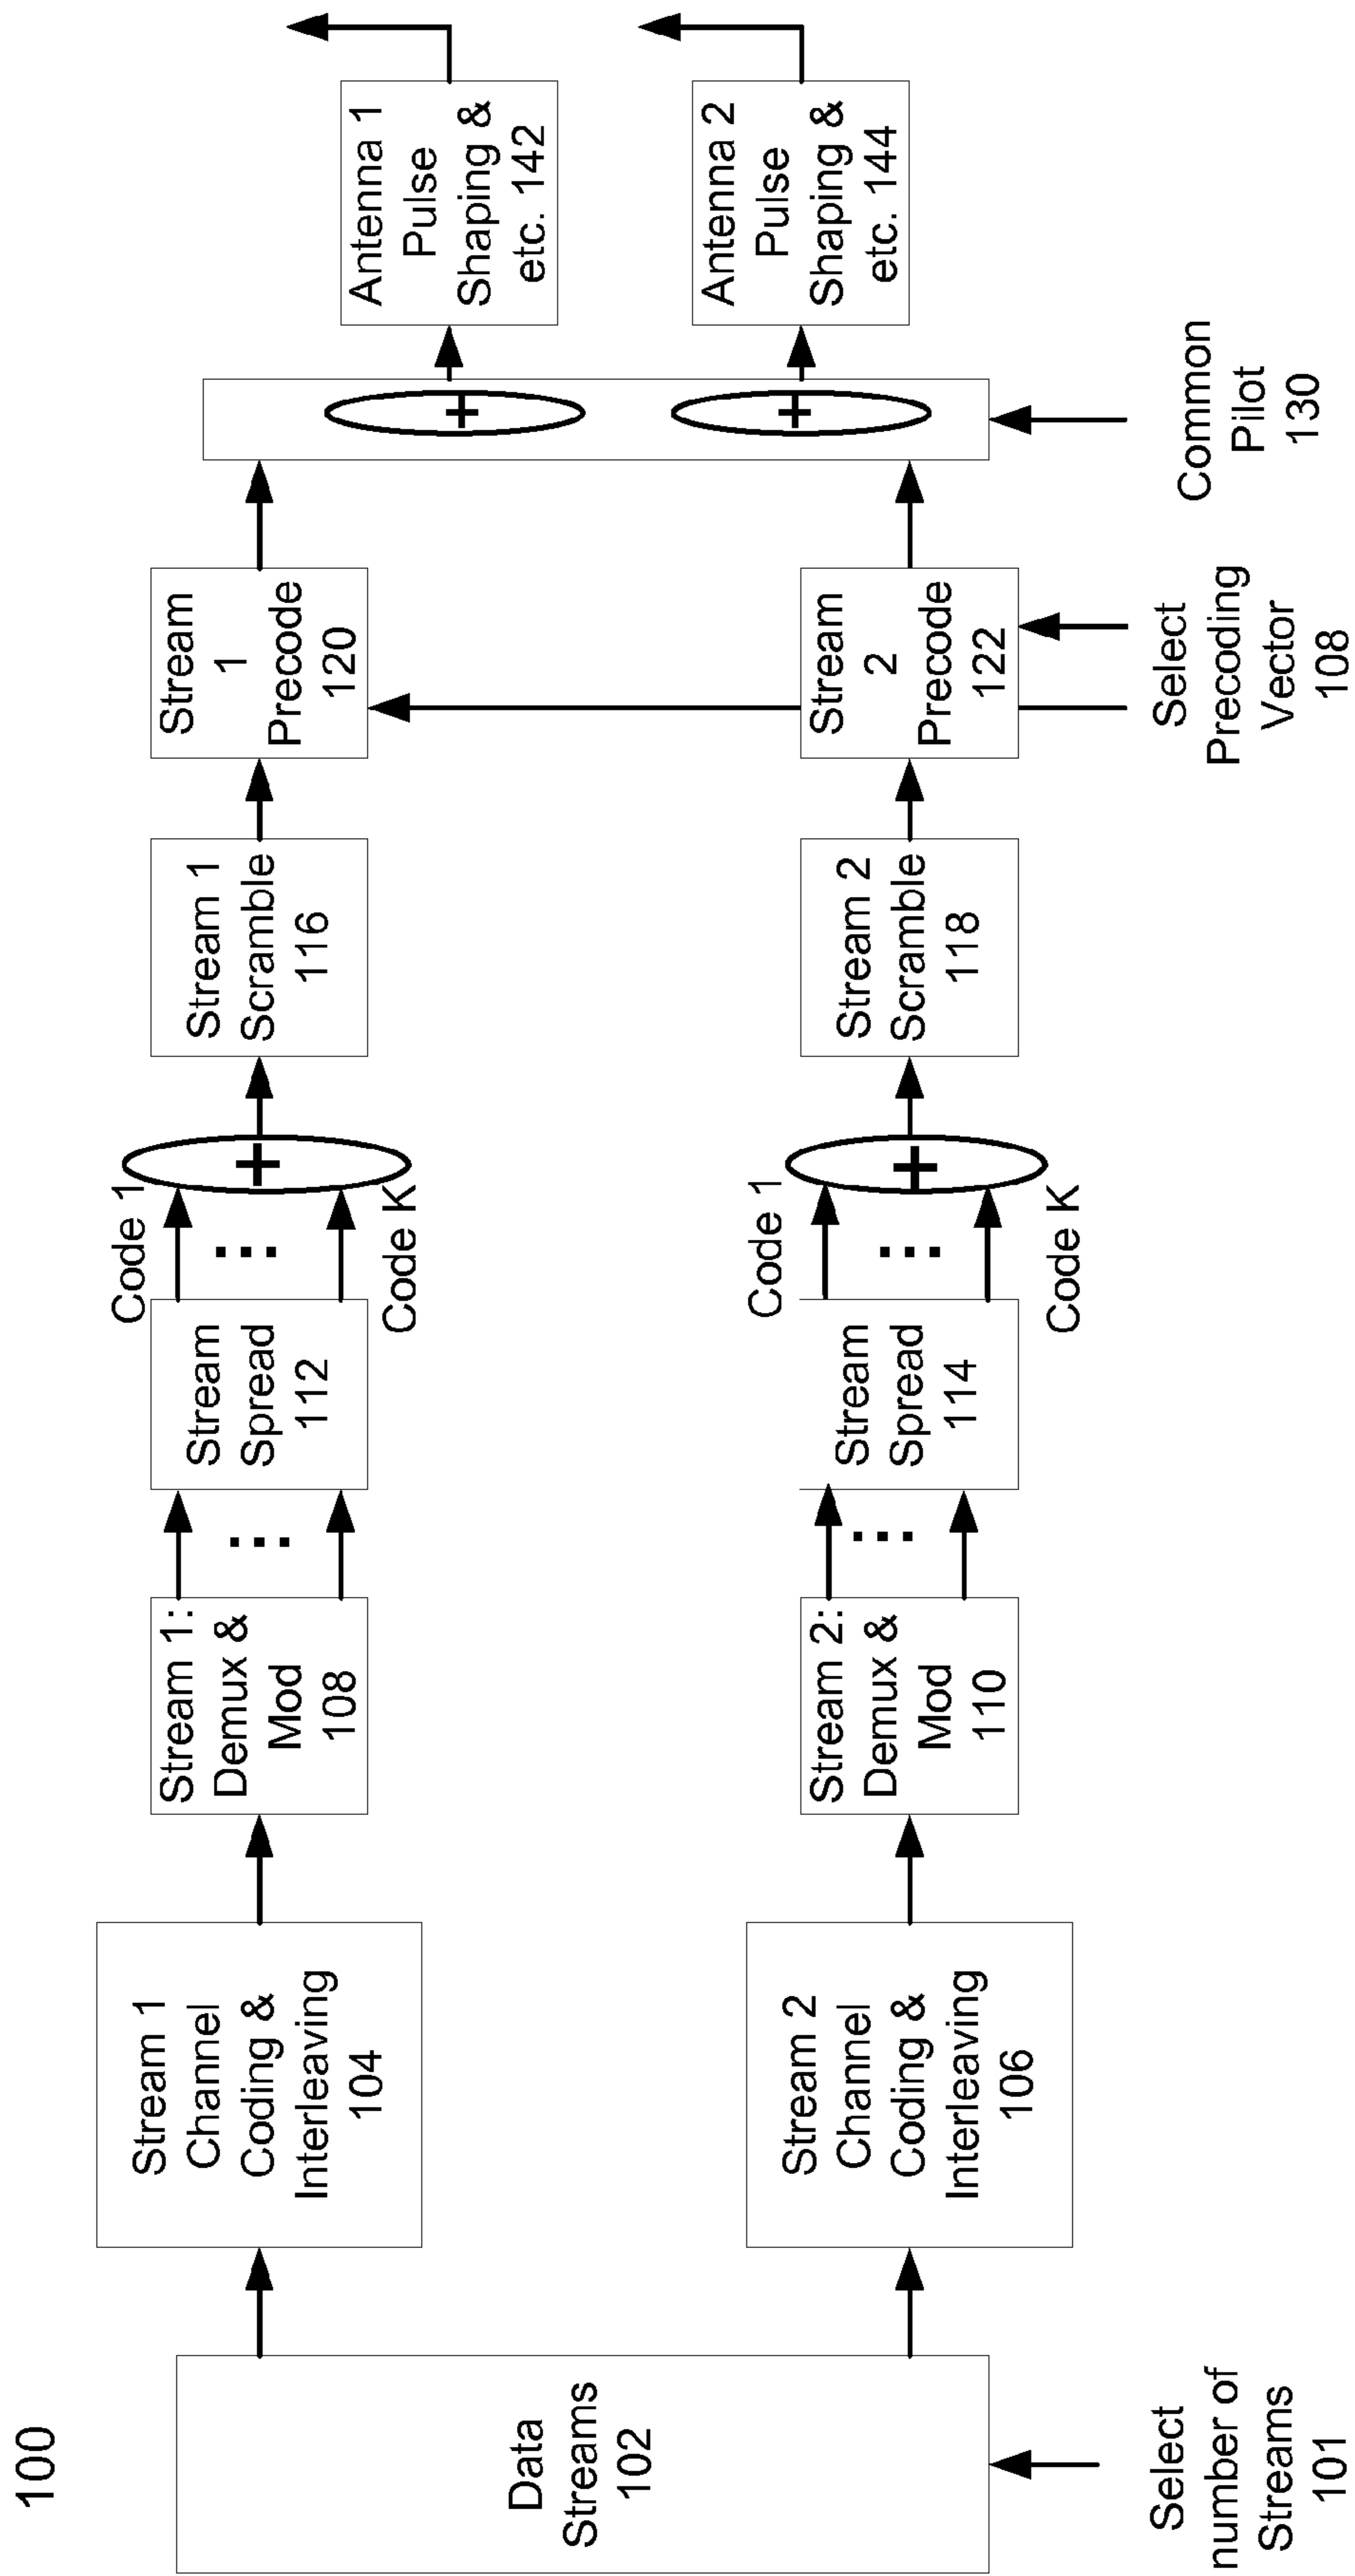 100
Data
Streams
102
Select
number of
Streams
101
Stream 1
Channel
Coding &
Interleaving
104
Stream 1:
Demux &
Mod
108
...
Stream
Spread
112
Code 1
...
Code K
+
Stream 1
Scramble
116
Stream
1
Precode
120
Stream 2
Channel
Coding &
Interleaving
106
Stream 2:
Demux &
Mod
110
...
Stream
Spread
114
Code 1
...
Code K
+
Stream 2
Scramble
118
Stream
2
Precode
122
Select
Precoding
Vector
108
+
+
Common
Pilot
130
Antenna 1
Pulse
Shaping &
etc. 142
Antenna 2
Pulse
Shaping &
etc. 144